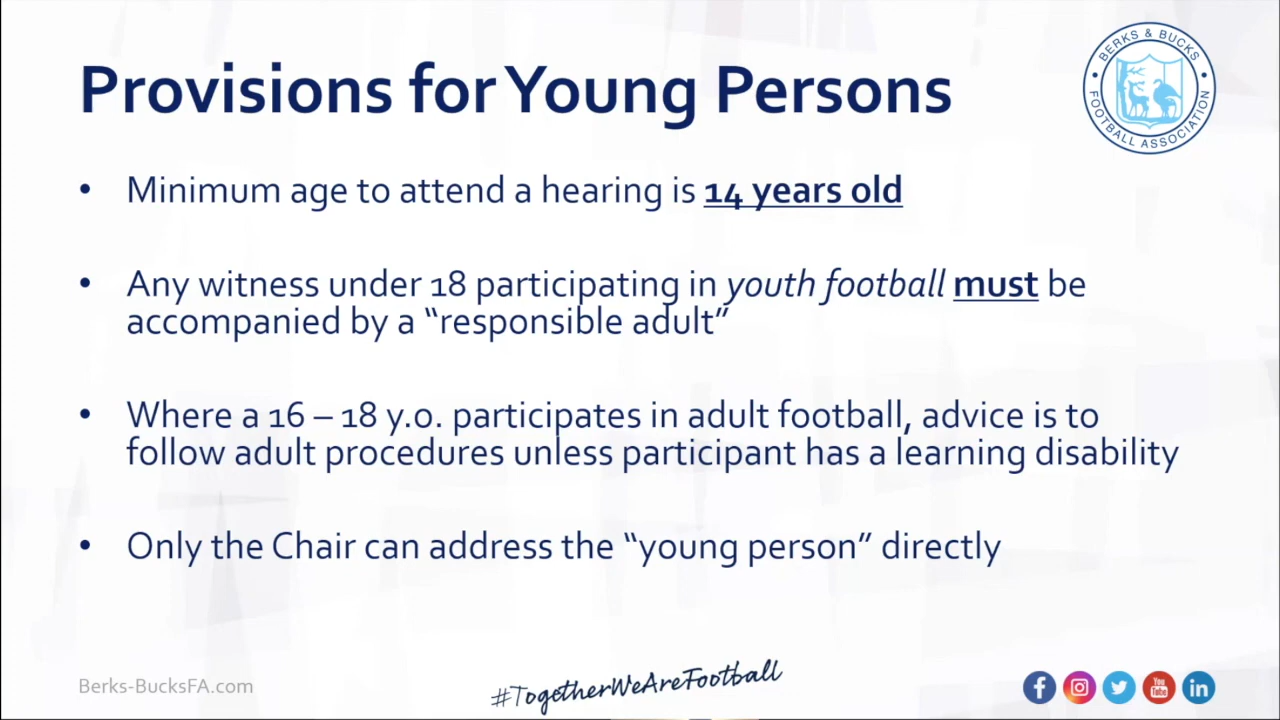 Provisions for Young Persons
BERKS & BUCKS
FOOTBALL ASSOCIATION
• Minimum age to attend a hearing is 14 years old
• Any witness under 18 participating in youth football must be
accompanied by a “responsible adult”
• Where a 16 – 18 y.o. participates in adult football, advice is to
follow adult procedures unless participant has a learning disability
• Only the Chair can address the “young person” directly
Berks-BucksFA.com
#TogetherWeAreFootball
f
You
Tube
in